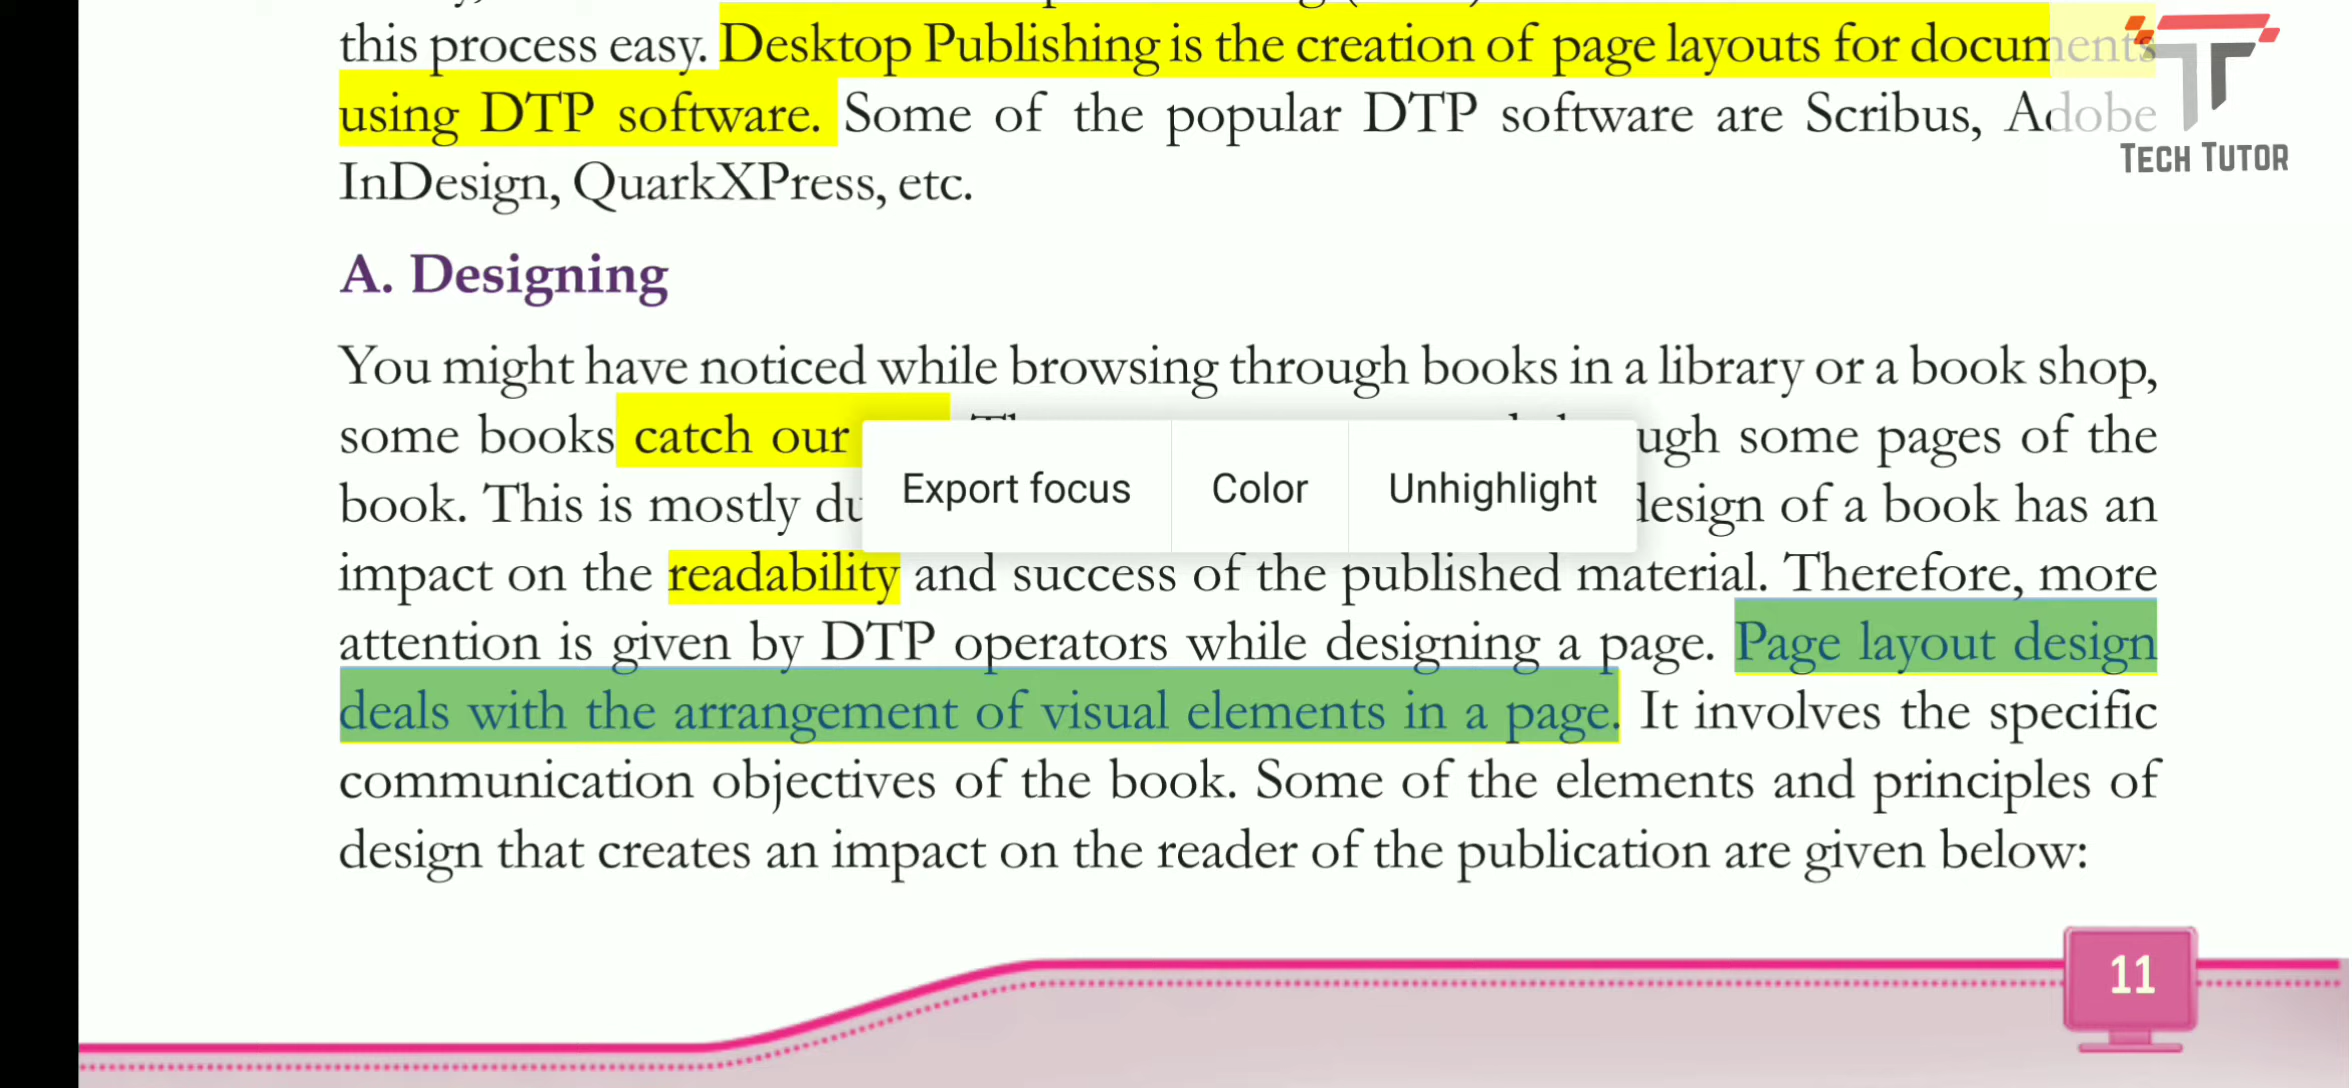 this process easy. Desktop Publishing is the creation of page layouts for documents
using DTP software. Some of the popular DTP software are Scribus, Adobe
InDesign, QuarkXPress, etc.
TECH TUTOR
A. Designing
You might have noticed while browsing through books in a library or a book shop,
some books catch our ugh some pages of the
book. This is mostly du design of a book has an
Export focus Color Unhighlight
impact on the readability and success of the published material. Therefore, more
attention is given by DTP operators while designing a page. Page layout design
deals with the arrangement of visual elements in a page. It involves the specific
communication objectives of the book. Some of the elements and principles of
design that creates an impact on the reader of the publication are given below:
11